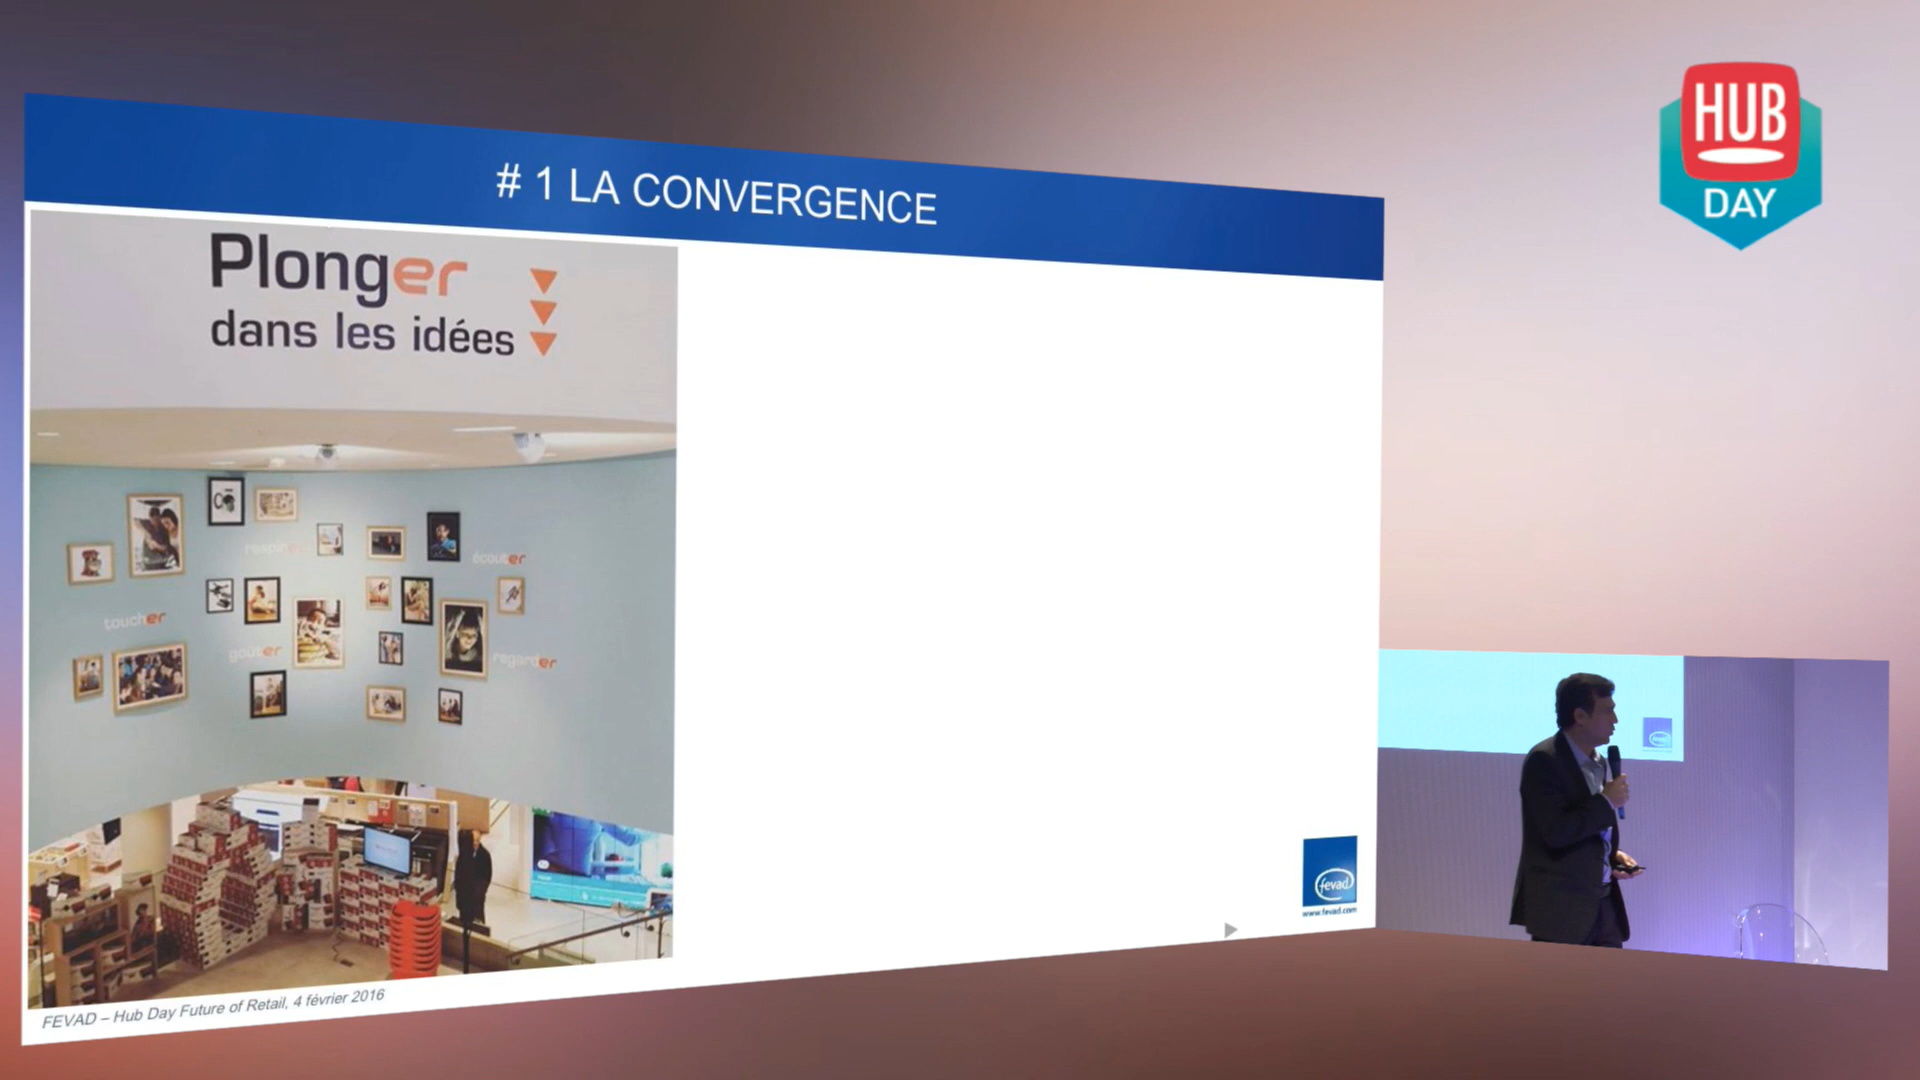 # 1 LA CONVERGENCE
HUB
DAY
Plonger
dans les idées
respirer
écouter
toucher
goûter
regarder
fevad
www.fevad.com
FEVAD – Hub Day Future of Retail, 4 février 2016